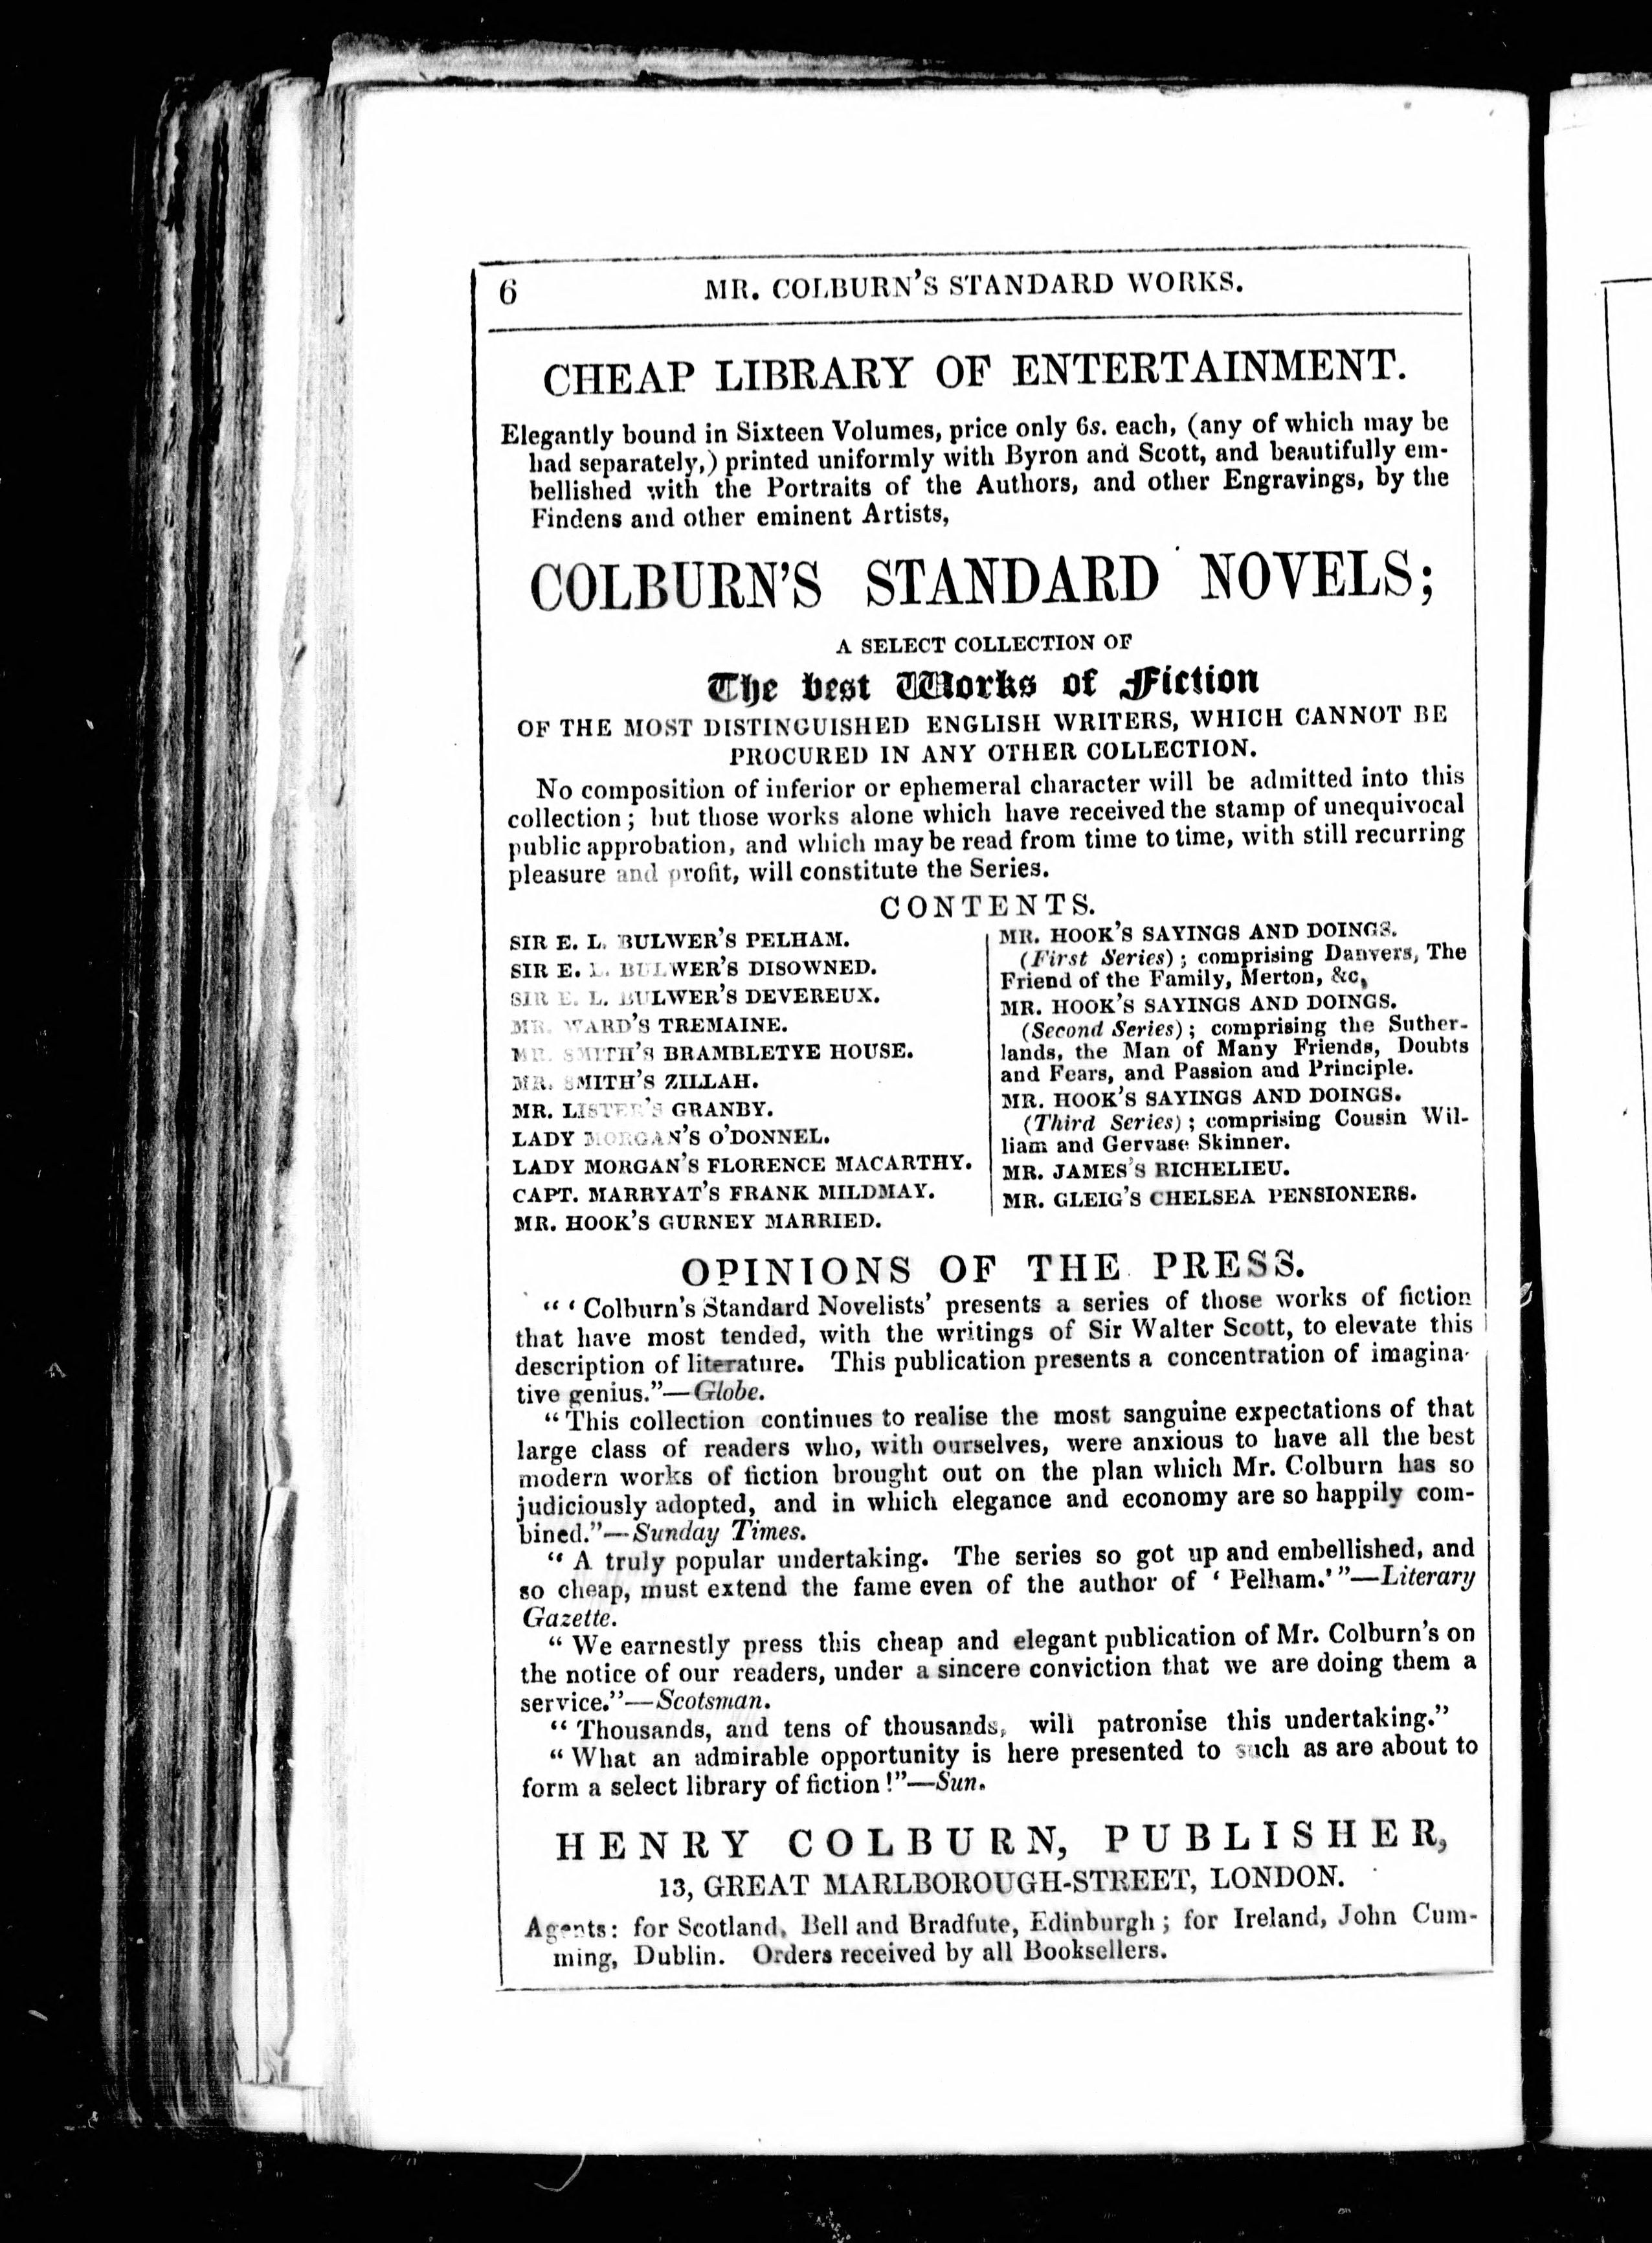 6 MR. COLBURN'S STANDARD WORKS.
CHEAP LIBRARY OF ENTERTAINMENT.
Elegantly bound in Sixteen Volumes, price only 6s. each, (any of which may be
had separately,) printed uniformly with Byron and Scott, and beautifully em-
bellished with the Portraits of the Authors, and other Engravings, by the
Findens and other eminent Artists,
COLBURN'S STANDARD NOVELS;
A SELECT COLLECTION OF
The best Works of Fiction
OF THE MOST DISTINGUISHED ENGLISH WRITERS, WHICH CANNOT BE
PROCURED IN ANY OTHER COLLECTION.
No composition of inferior or ephemeral character will be admitted into this
collection; but those works alone which have received the stamp of unequivocal
public approbation, and which may be read from time to time, with still recurring
pleasure and profit, will constitute the Series.
CONTENTS.
SIR E. L. BULWER'S PELHAM.
SIR E. L. BULWER'S DISOWNED.
SIR E. L. BULWER'S DEVEREUX.
MR. WARD'S TREMAINE.
MR. SMITH'S BRAMBLETYE HOUSE.
MR. SMITH'S ZILLAH.
MR. LISTER'S GRANBY.
LADY MORGAN'S O'DONNEL.
LADY MORGAN'S FLORENCE MACARTHY.
CAPT. MARRYAT'S FRANK MILDMAY.
MR. HOOK'S GURNEY MARRIED.
MR. HOOK'S SAYINGS AND DOINGS.
(First Series); comprising Danvers, The
Friend of the Family, Merton, &c,
MR. HOOK'S SAYINGS AND DOINGS.
(Second Series); comprising the Suther-
lands, the Man of Many Friends, Doubts
and Fears, and Passion and Principle.
MR. HOOK'S SAYINGS AND DOINGS.
(Third Series); comprising Cousin Wil-
liam and Gervase Skinner.
MR. JAMES'S RICHELIEU.
MR. GLEIG'S CHELSEA PENSIONERS.
OPINIONS OF THE PRESS.
"'Colburn's Standard Novelists' presents a series of those works of fiction
that have most tended, with the writings of Sir Walter Scott, to elevate this
description of literature. This publication presents a concentration of imagina-
tive genius."—Globe.
"This collection continues to realise the most sanguine expectations of that
large class of readers who, with ourselves, were anxious to have all the best
modern works of fiction brought out on the plan which Mr. Colburn has so
judiciously adopted, and in which elegance and economy are so happily com-
bined."—Sunday Times.
"A truly popular undertaking. The series so got up and embellished, and
so cheap, must extend the fame even of the author of 'Pelham.'"—Literary
Gazette.
"We earnestly press this cheap and elegant publication of Mr. Colburn's on
the notice of our readers, under a sincere conviction that we are doing them a
service."—Scotsman.
"Thousands, and tens of thousands, will patronise this undertaking."
"What an admirable opportunity is here presented to such as are about to
form a select library of fiction!"—Sun.
HENRY COLBURN, PUBLISHER,
13, GREAT MARLBOROUGH-STREET, LONDON.
Agents: for Scotland, Bell and Bradfute, Edinburgh; for Ireland, John Cum-
ming, Dublin. Orders received by all Booksellers.